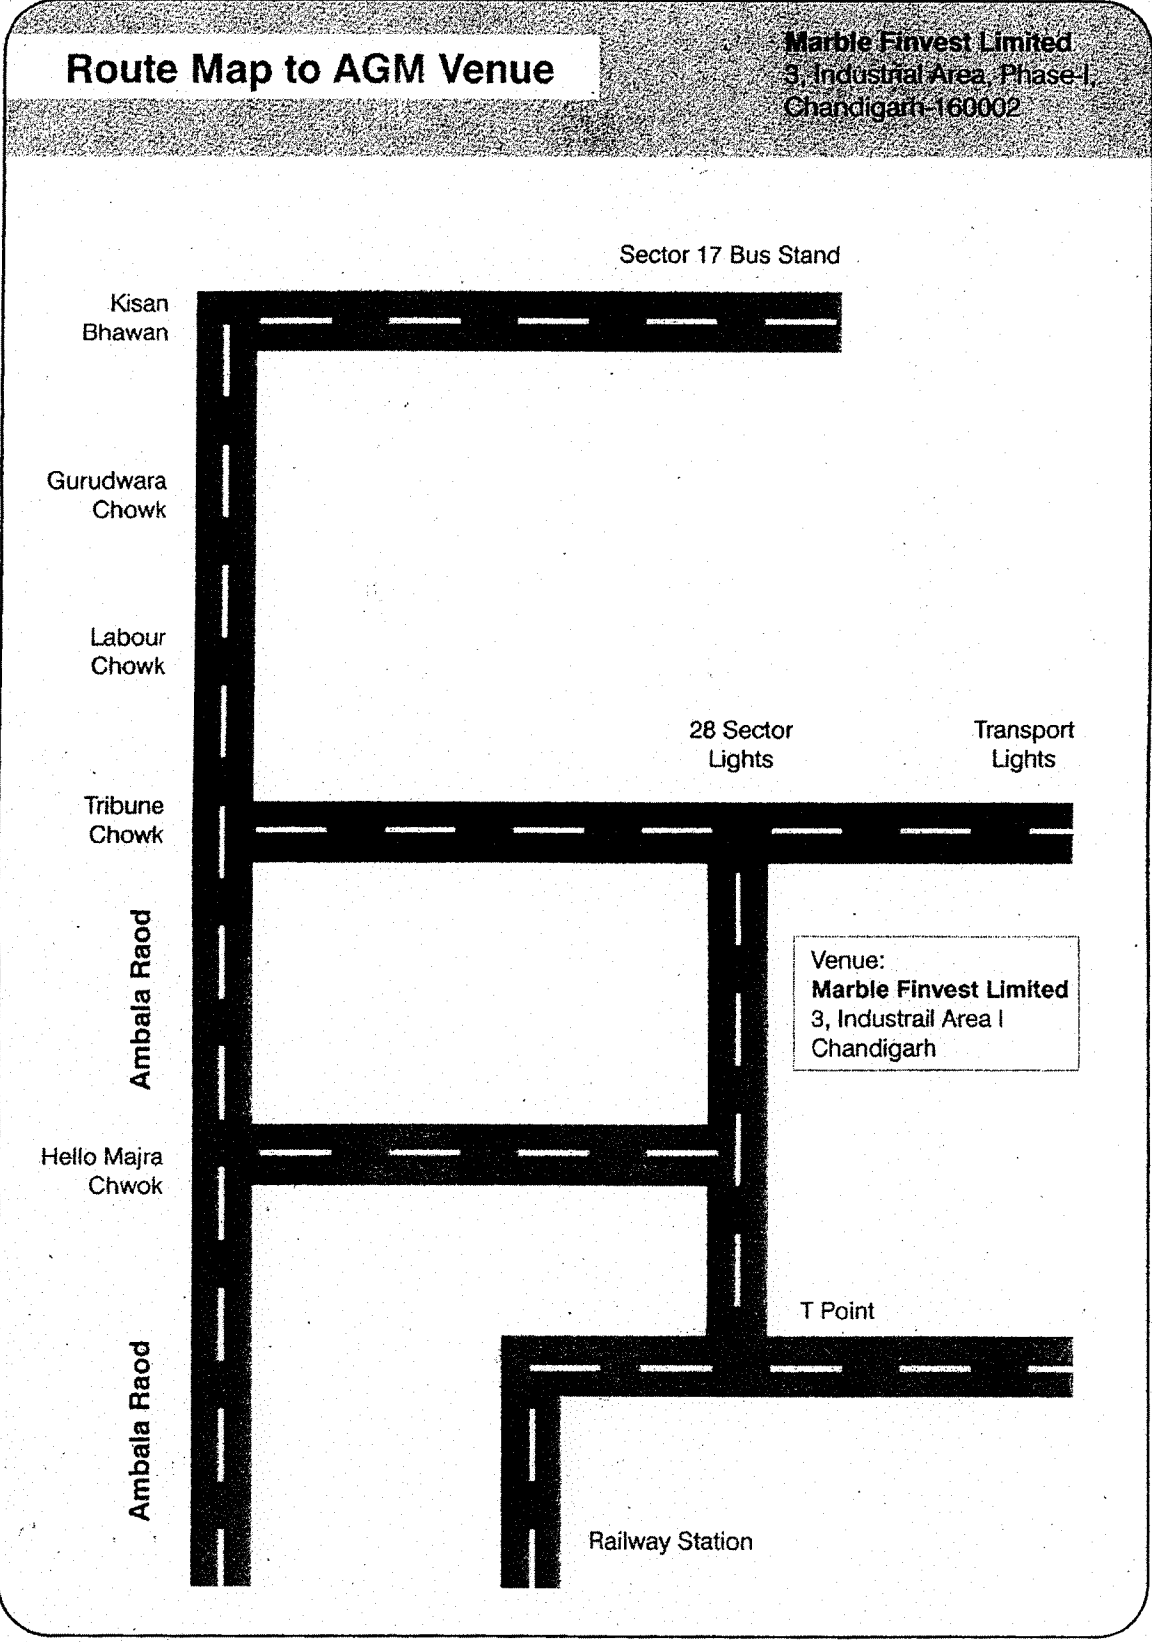 Route Map to AGM Venue
Marble Finvest Limited
3, Industrial Area, Phase-I,
Chandigarh-160002
Sector 17 Bus Stand
Kisan
Bhawan
Gurudwara
Chowk
Labour
Chowk
28 Sector
Lights
Transport
Lights
Tribune
Chowk
Ambala Raod
Venue:
Marble Finvest Limited
3, Industrail Area I
Chandigarh
Hello Majra
Chwok
T Point
Ambala Raod
Railway Station